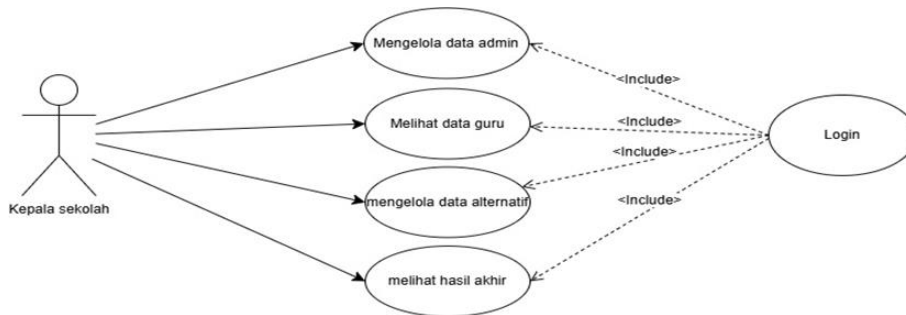 Mengelola data admin
<Include>
Melihat data guru
<Include>
Login
<Include>
Kepala sekolah
mengelola data alternatif
<Include>
melihat hasil akhir